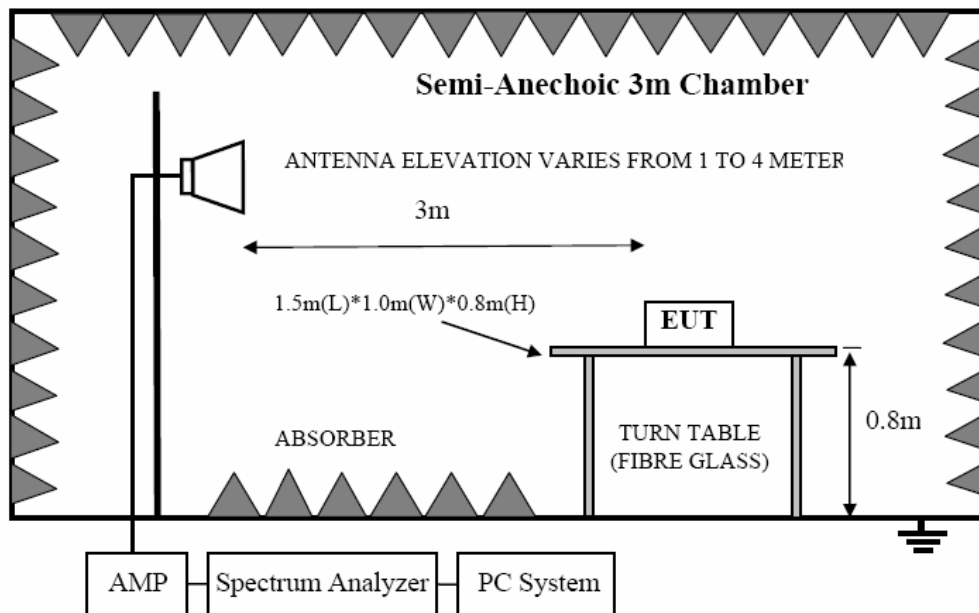 Semi-Anechoic 3m Chamber
ANTENNA ELEVATION VARIES FROM 1 TO 4 METER
3m
1.5m(L)*1.0m(W)*0.8m(H)
EUT
0.8m
ABSORBER
TURN TABLE
(FIBRE GLASS)
AMP
Spectrum Analyzer
PC System